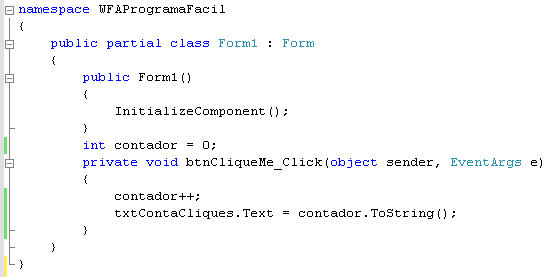 namespace WFAProgramaFacil
{
public partial class Form1 : Form
{
public Form1()
{
InitializeComponent();
}
int contador = 0;
private void btnCliqueMe_Click(object sender, EventArgs e)
{
contador++;
txtContaCliques.Text = contador.ToString();
}
}
}